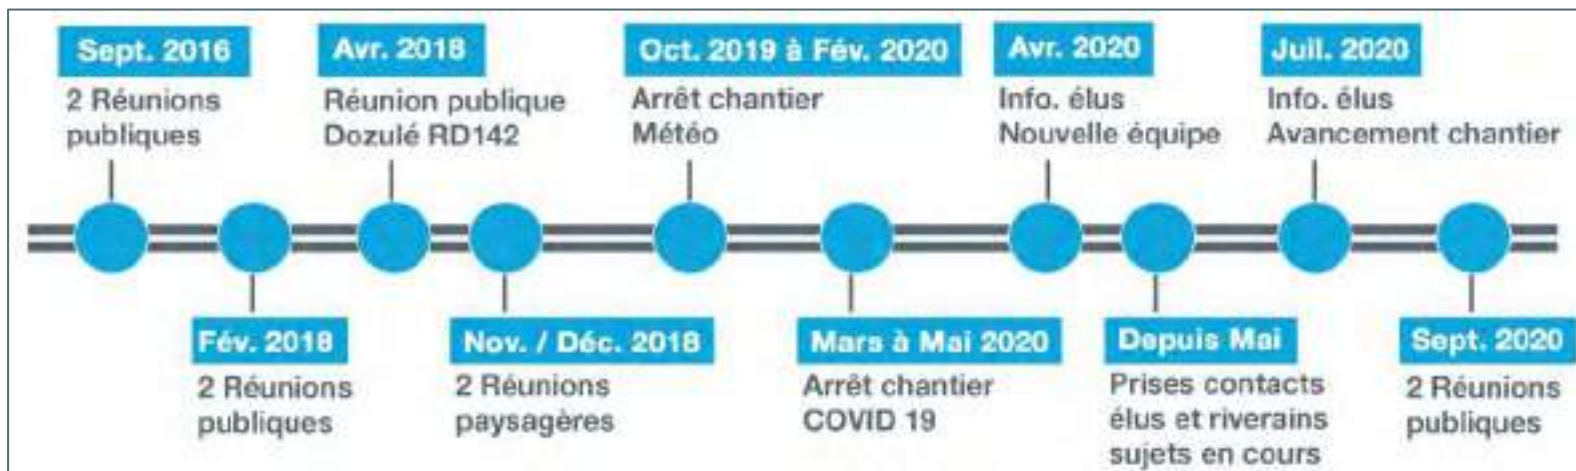 Sept. 2016
2 Réunions
publiques
Fév. 2018
2 Réunions
publiques
Avr. 2018
Réunion publique
Dozulé RD142
Nov. / Déc. 2018
2 Réunions
paysagères
Oct. 2019 à Fév. 2020
Arrêt chantier
Météo
Mars à Mai 2020
Arrêt chantier
COVID 19
Avr. 2020
Info. élus
Nouvelle équipe
Depuis Mai
Prises contacts
élus et riverains
sujets en cours
Juil. 2020
Info. élus
Avancement chantier
Sept. 2020
2 Réunions
publiques